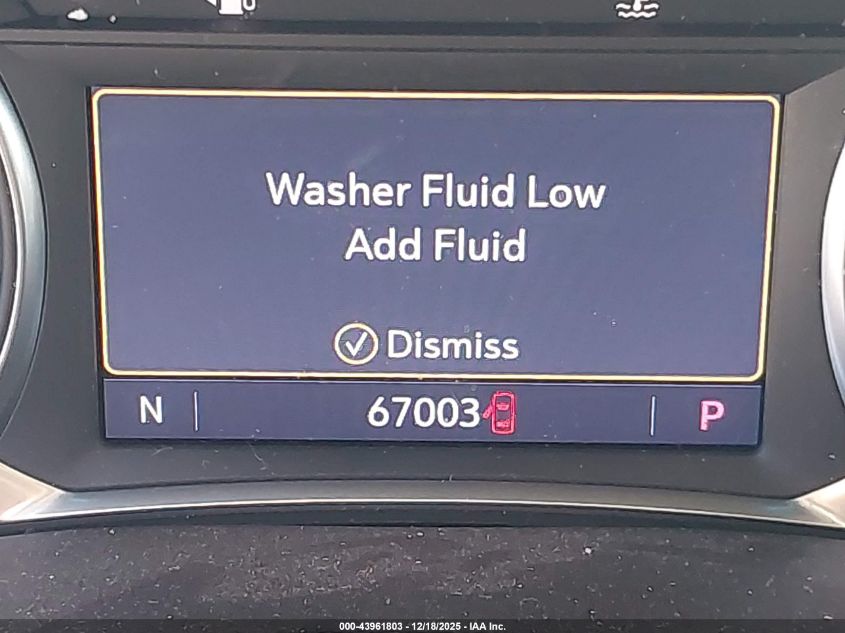 Washer Fluid Low
Add Fluid
Dismiss
N 67003 P
000-43961803 - 12/18/2025 - IAA Inc.